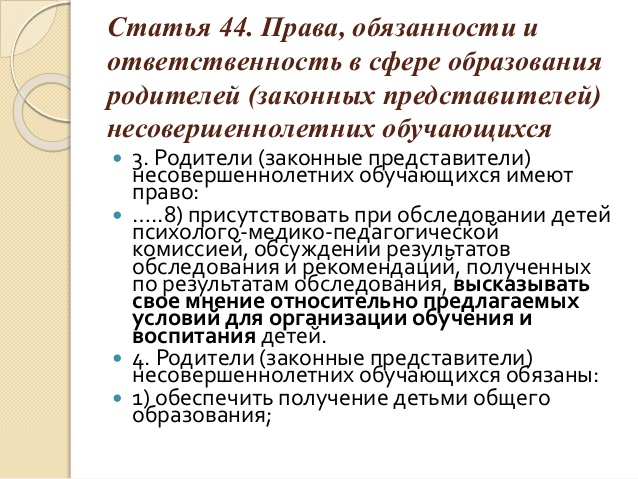 Статья 44. Права, обязанности и
ответственность в сфере образования
родителей (законных представителей)
несовершеннолетних обучающихся
• 3. Родители (законные представители)
несовершеннолетних обучающихся имеют
право:
• .....8) присутствовать при обследовании детей
психолого-медико-педагогической
комиссией, обсуждении результатов
обследования и рекомендаций, полученных
по результатам обследования, высказывать
свое мнение относительно предлагаемых
условий для организации обучения и
воспитания детей.
• 4. Родители (законные представители)
несовершеннолетних обучающихся обязаны:
• 1) обеспечить получение детьми общего
образования;